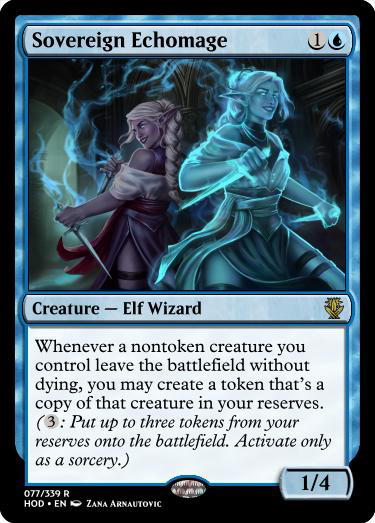 Sovereign Echomage 1
Creature — Elf Wizard
Whenever a nontoken creature you
control leave the battlefield without
dying, you may create a token that's a
copy of that creature in your reserves.
(3: Put up to three tokens from your
reserves onto the battlefield. Activate only
as a sorcery.)
1/4
077/339 R
HOD • EN Zana Arnautovic